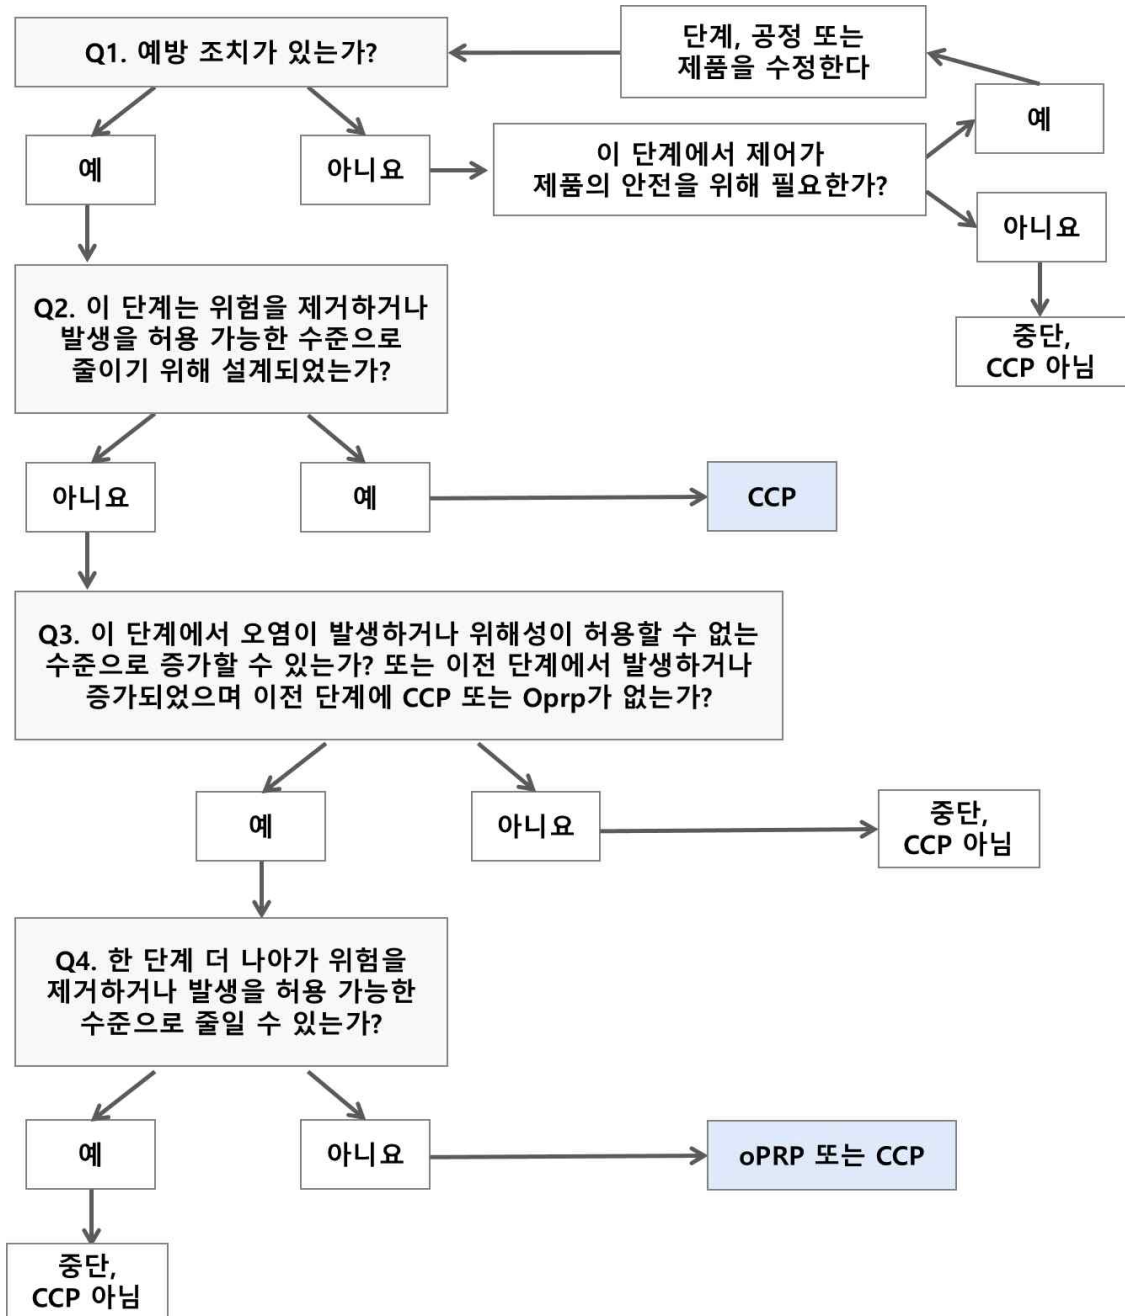 Q1. 예방 조치가 있는가?
단계, 공정 또는
제품을 수정한다
예
예
아니요
이 단계에서 제어가
제품의 안전을 위해 필요한가?
아니요
Q2. 이 단계는 위험을 제거하거나
발생을 허용 가능한 수준으로
줄이기 위해 설계되었는가?
중단,
CCP 아님
아니요
예
CCP
Q3. 이 단계에서 오염이 발생하거나 위해성이 허용할 수 없는
수준으로 증가할 수 있는가? 또는 이전 단계에서 발생하거나
증가되었으며 이전 단계에 CCP 또는 Oprp가 없는가?
예
아니요
중단,
CCP 아님
Q4. 한 단계 더 나아가 위험을
제거하거나 발생을 허용 가능한
수준으로 줄일 수 있는가?
예
아니요
oPRP 또는 CCP
중단,
CCP 아님